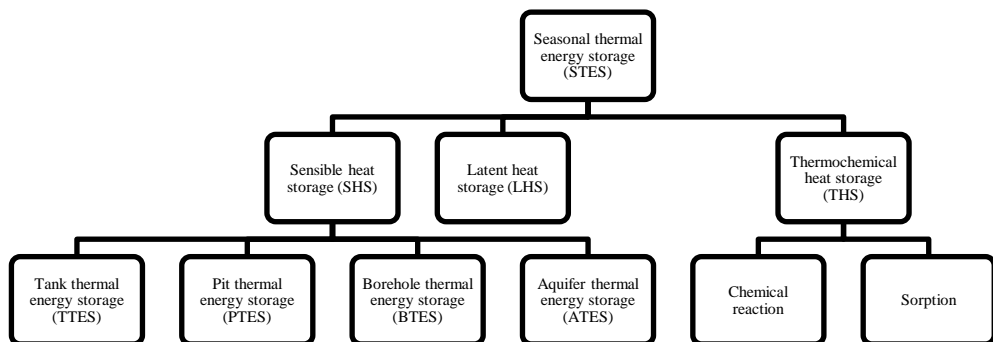 Seasonal thermal
energy storage
(STES)
Sensible heat
storage (SHS)
Latent heat
storage (LHS)
Thermochemical
heat storage
(THS)
Tank thermal
energy storage
(TTES)
Pit thermal
energy storage
(PTES)
Borehole thermal
energy storage
(BTES)
Aquifer thermal
energy storage
(ATES)
Chemical
reaction
Sorption